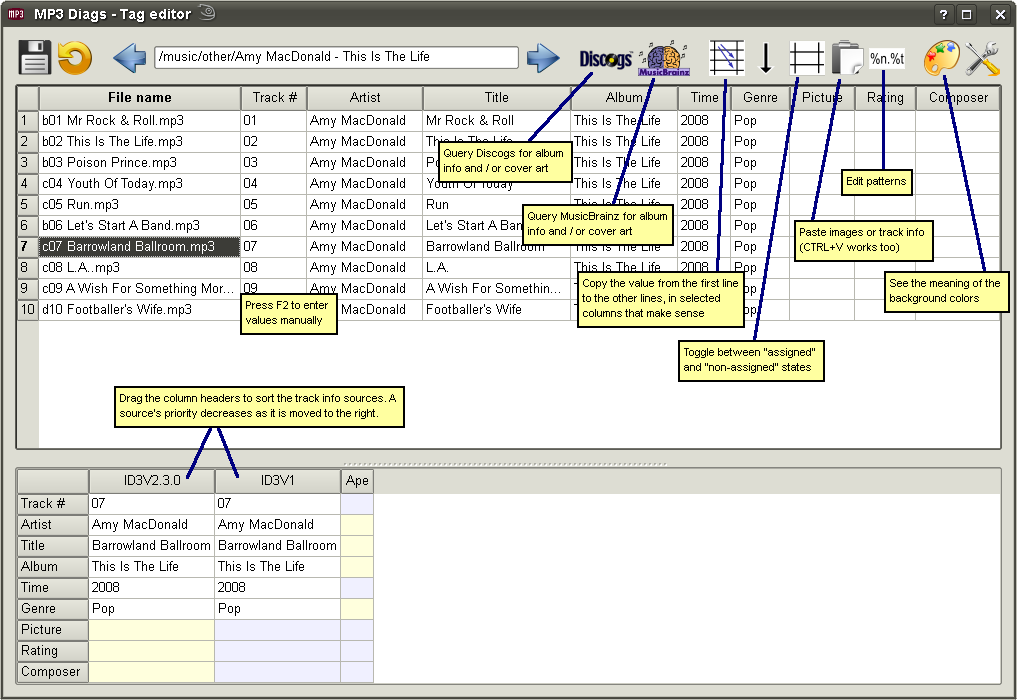 MP3 MP3 Diags - Tag editor ?
/music/other/Amy MacDonald - This Is The Life Discogs MusicBrainz %n.%t
File name Track # Artist Title Album Time Genre Picture Rating Composer
1 b01 Mr Rock & Roll.mp3 01 Amy MacDonald Mr Rock & Roll This Is The Life 2008 Pop
2 b02 This Is The Life.mp3 02 Amy MacDonald This Is The Life This Is The Life 2008 Pop
3 b03 Poison Prince.mp3 03 Amy MacDonald This Is The Life 2008 Pop
4 c04 Youth Of Today.mp3 04 Amy MacDonald Youth Of Today This Is The Life 2008 Pop
5 c05 Run.mp3 05 Amy MacDonald Run This Is The Life 2008 Pop
6 b06 Let's Start A Band.mp3 06 Amy MacDonald Let's Start A Ban 2008 Pop
7 c07 Barrowland Ballroom.mp3 07 Amy MacDonald Barrowland Ballroom 2008 Pop
8 c08 L.A..mp3 08 Amy MacDonald L.A. This Is The Life 2008 Pop
9 c09 A Wish For Something Mor... 09 Amy MacDonald A Wish For Somethin... Pop
10 d10 Footballer's Wife.mp3 MacDonald Footballer's Wife Pop
Query Discogs for album
info and / or cover art
Edit patterns
Query MusicBrainz for album
info and / or cover art
Paste images or track info
(CTRL+V works too)
Copy the value from the first line
to the other lines, in selected
columns that make sense
See the meaning of the
background colors
Press F2 to enter
values manually
Toggle between "assigned"
and "non-assigned" states
Drag the column headers to sort the track info sources. A
source's priority decreases as it is moved to the right.
ID3V2.3.0 ID3V1 Ape
Track # 07 07
Artist Amy MacDonald Amy MacDonald
Title Barrowland Ballroom Barrowland Ballroom
Album This Is The Life This Is The Life
Time 2008 2008
Genre Pop Pop
Picture
Rating
Composer